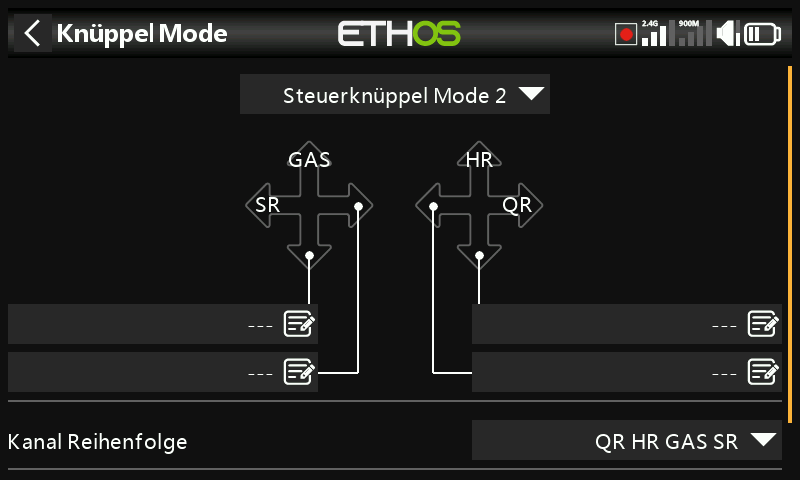 Knüppel Mode
ETHOS
2.4G
900M
Steuerknüppel Mode 2
GAS
HR
SR
QR
---
---
---
---
Kanal Reihenfolge
QR HR GAS SR